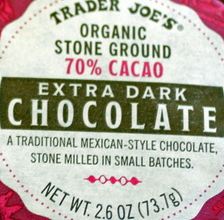 TRADER JOE'S®
ORGANIC
STONE GROUND
70% CACAO
EXTRA DARK
CHOCOLATE
A TRADITIONAL MEXICAN-STYLE CHOCOLATE,
STONE MILLED IN SMALL BATCHES.
NET WT. 2.6 OZ (73.7g)